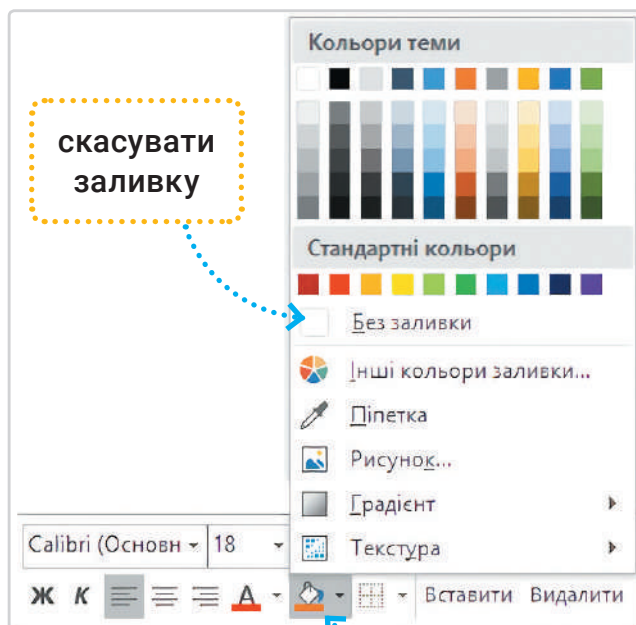 Кольори теми
скасувати
заливку
Стандартні кольори
Без заливки
Інші кольори заливки...
Піпетка
Рисунок...
Градієнт
Текстура
Calibri (Основн 18
Ж К А Вставити Видалити